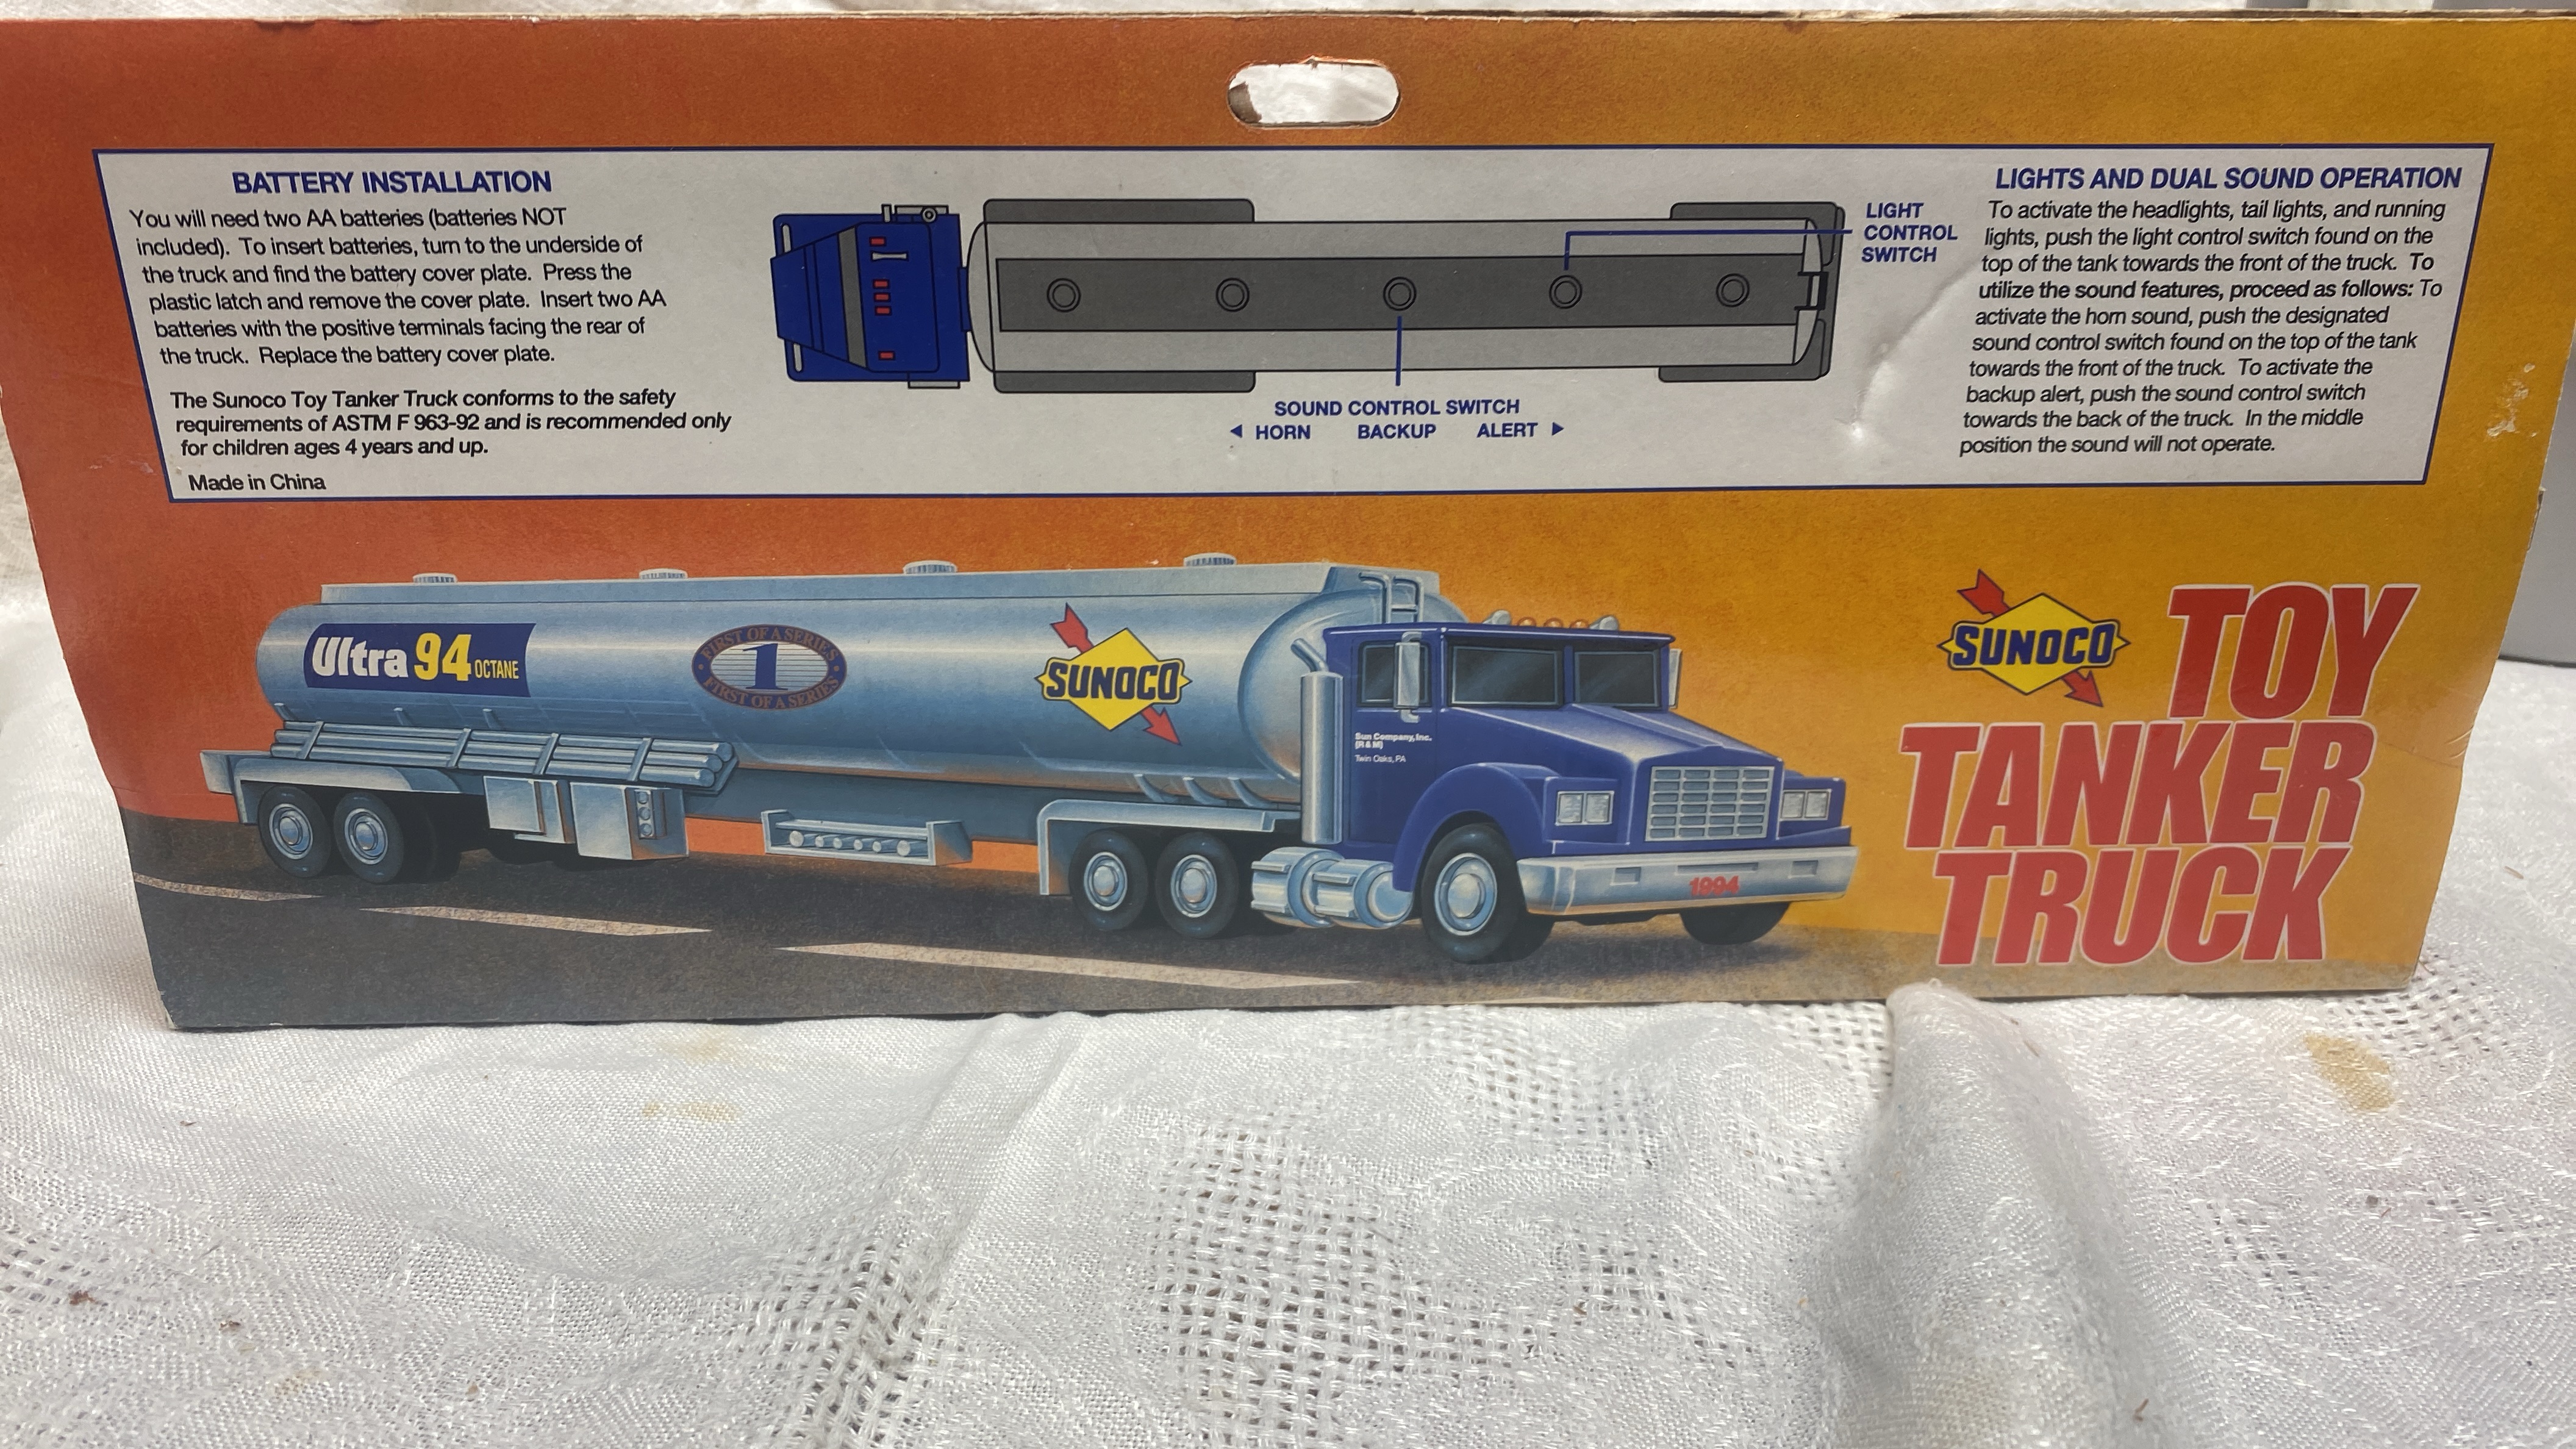 BATTERY INSTALLATION
You will need two AA batteries (batteries NOT
included). To insert batteries, turn to the underside of
the truck and find the battery cover plate. Press the
plastic latch and remove the cover plate. Insert two AA
batteries with the positive terminals facing the rear of
the truck. Replace the battery cover plate.
The Sunoco Toy Tanker Truck conforms to the safety
requirements of ASTM F 963-92 and is recommended only
for children ages 4 years and up.
Made in China
LIGHT
CONTROL
SWITCH
SOUND CONTROL SWITCH
◄ HORN BACKUP ALERT ►
LIGHTS AND DUAL SOUND OPERATION
To activate the headlights, tail lights, and running
lights, push the light control switch found on the
top of the tank towards the front of the truck. To
utilize the sound features, proceed as follows: To
activate the horn sound, push the designated
sound control switch found on the top of the tank
towards the front of the truck. To activate the
backup alert, push the sound control switch
towards the back of the truck. In the middle
position the sound will not operate.
Ultra 94 OCTANE
FIRST OF A SERIES
1
FIRST OF A SERIES
SUNOCO
Sun Company, Inc.
(R & M)
Twin Oaks, PA
1994
SUNOCO
TOY
TANKER
TRUCK